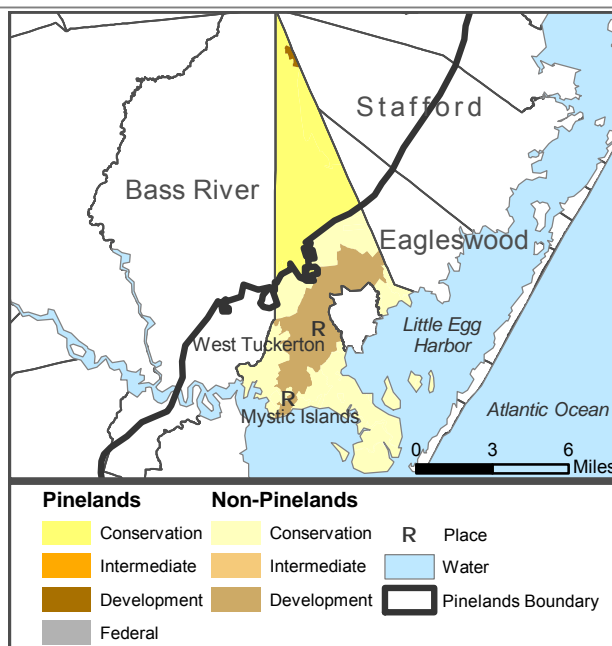 Stafford
Bass River
Eagleswood
R
West Tuckerton
Little Egg
Harbor
R
Mystic Islands
Atlantic Ocean
0 3 6
Miles
Pinelands Non-Pinelands
Conservation Conservation R Place
Intermediate Intermediate Water
Development Development Pinelands Boundary
Federal